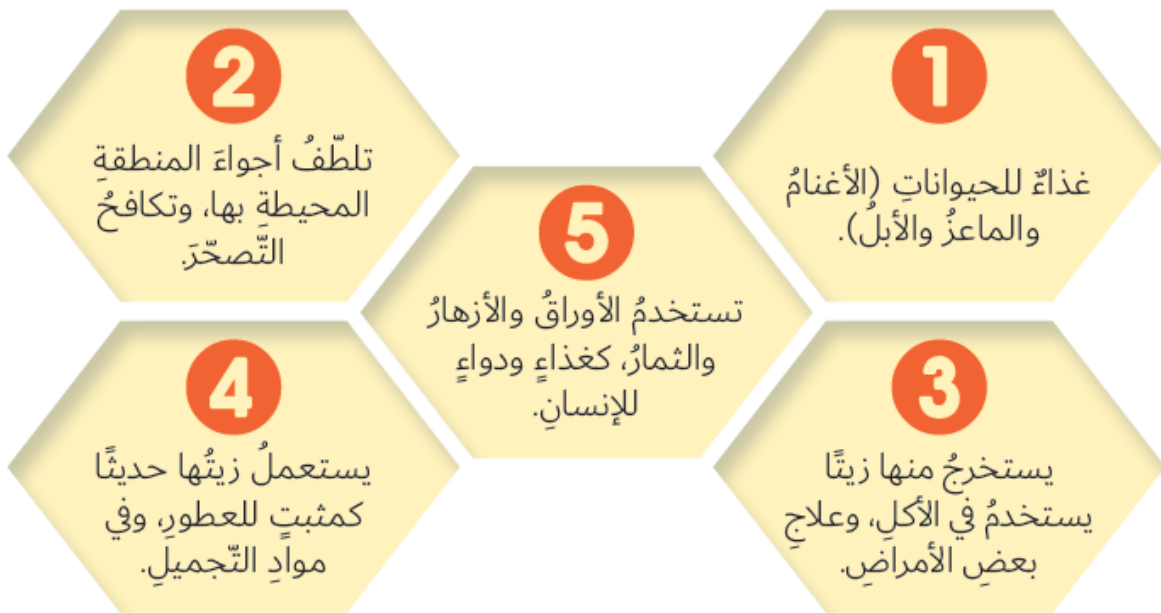 1
غذاءٌ للحيواناتِ (الأغنامُ
والماعزُ والأبلُ).
2
تلطّفُ أجواءَ المنطقةِ
المحيطةِ بها، وتكافحُ
التّصحّرَ.
3
يستخرجُ منها زيتًا
يستخدمُ في الأكلِ، وعلاجِ
بعضِ الأمراضِ.
4
يستعملُ زيتُها حديثًا
كمثبتٍ للعطورِ، وفي
موادِ التّجميلِ.
5
تستخدمُ الأوراقُ والأزهارُ
والثمارُ، كغذاءٍ ودواءٍ
للإنسانِ.